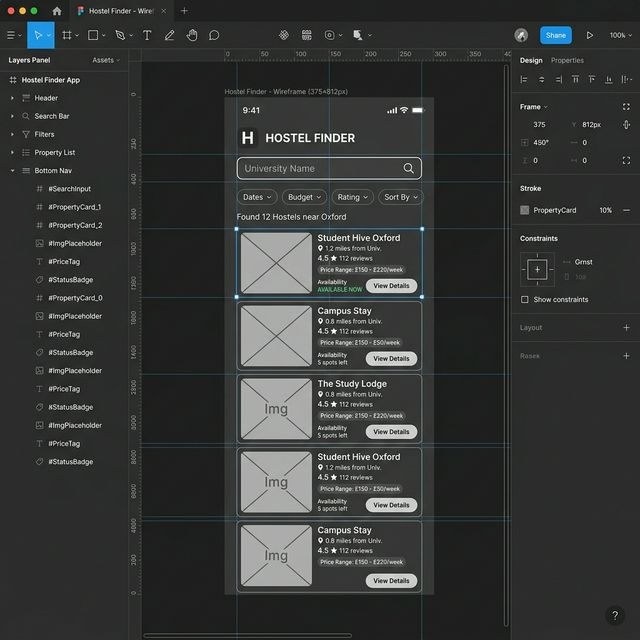 Hostel Finder - Wiref
Share
100%
Layers Panel
Assets
Hostel Finder App
Header
Search Bar
Filters
Property List
Bottom Nav
#SearchInput
#PropertyCard_1
#PropertyCard_2
#ImgPlaceholder
#PriceTag
#StatusBadge
#PropertyCard_0
#ImgPlaceholder
#PriceTag
#StatusBadge
#ImgPlaceholder
#PriceTag
#StatusBadge
#ImgPlaceholder
#PriceTag
#StatusBadge
0 50 100 150 200 250 300 350 400
Hostel Finder - Wireframe (375×812px)
9:41
H HOSTEL FINDER
University Name
Dates Budget Rating Sort By
Found 12 Hostels near Oxford
Student Hive Oxford
1.2 miles from Univ.
4.5 ★ 112 reviews
Price Range: £150 - £220/week
Availability
AVAILABLE NOW
View Details
Campus Stay
0.8 miles from Univ.
4.5 ★ 112 reviews
Price Range: £150 - £50/week
Availability
5 spots left
View Details
Img
The Study Lodge
0.8 miles from Univ.
4.5 ★ 112 reviews
Price Range: £150 - £220/week
Availability
5 spots left
View Details
Img
Student Hive Oxford
1.2 miles from Univ.
4.5 ★ 112 reviews
Price Range: £150 - £50/week
Availability
5 spots left
View Details
Img
Campus Stay
0.8 miles from Univ.
4.5 ★ 112 reviews
Price Range: £150 - £220/week
View Details
Design Properties
Frame
375 Y 812px
450° 0
0 0
Stroke
PropertyCard 10%
Constraints
Grnst
Show constraints
Layout
Rosek
?